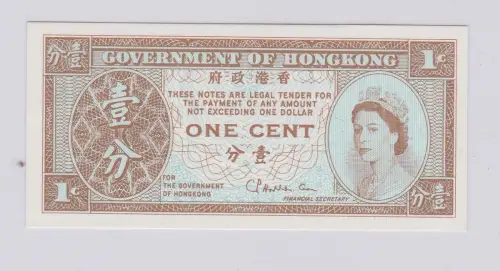 分壹 GOVERNMENT OF HONGKONG 1¢
府政港香
THESE NOTES ARE LEGAL TENDER FOR
THE PAYMENT OF ANY AMOUNT
NOT EXCEEDING ONE DOLLAR
壹分
ONE CENT
分壹
FOR
THE GOVERNMENT
OF HONGKONG
FINANCIAL SECRETARY
1¢ 分壹